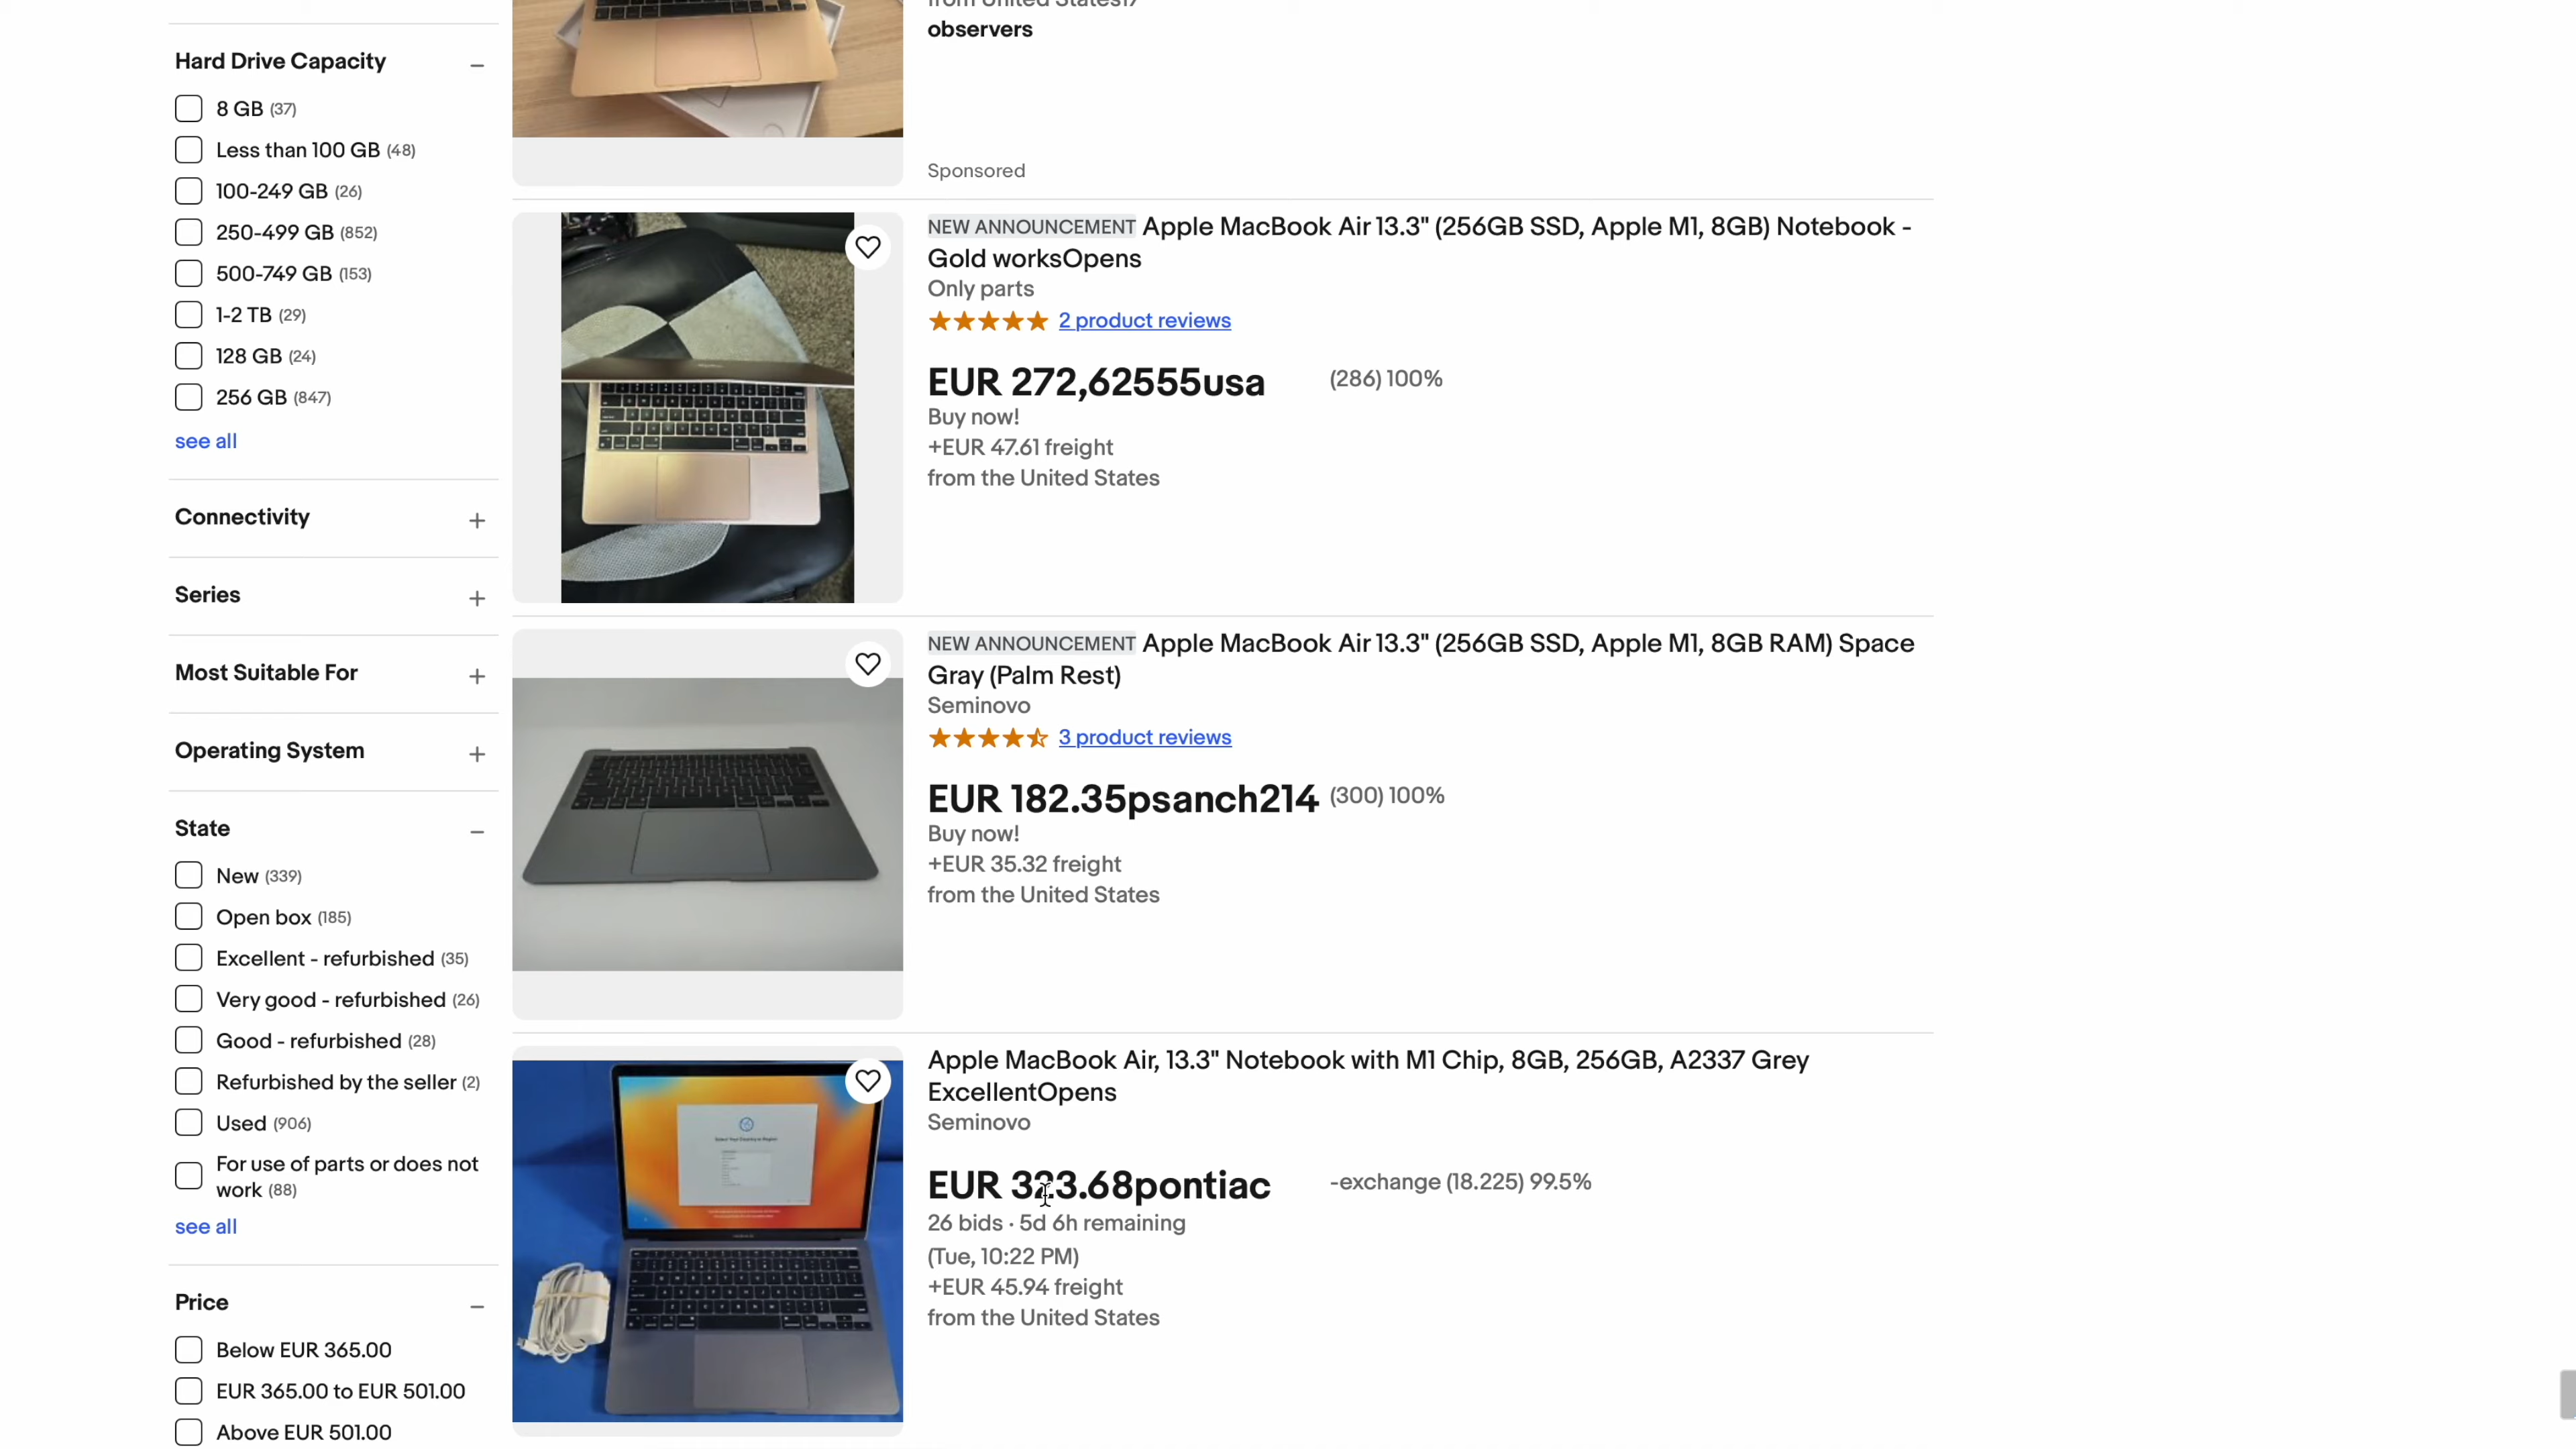 Hard Drive Capacity
8 GB (37)
Less than 100 GB (48)
100-249 GB (26)
250-499 GB (852)
500-749 GB (153)
1-2 TB (29)
128 GB (24)
256 GB (847)
see all
Connectivity
Series
Most Suitable For
Operating System
State
New (339)
Open box (185)
Excellent - refurbished (35)
Very good - refurbished (26)
Good - refurbished (28)
Refurbished by the seller (2)
Used (906)
For use of parts or does not
work (88)
see all
Price
Below EUR 365.00
EUR 365.00 to EUR 501.00
Above EUR 501.00
from United States19
observers
Sponsored
NEW ANNOUNCEMENT Apple MacBook Air 13.3" (256GB SSD, Apple M1, 8GB) Notebook -
Gold worksOpens
Only parts
2 product reviews
EUR 272,62555usa (286) 100%
Buy now!
+EUR 47.61 freight
from the United States
NEW ANNOUNCEMENT Apple MacBook Air 13.3" (256GB SSD, Apple M1, 8GB RAM) Space
Gray (Palm Rest)
Seminovo
3 product reviews
EUR 182.35psanch214 (300) 100%
Buy now!
+EUR 35.32 freight
from the United States
Apple MacBook Air, 13.3" Notebook with M1 Chip, 8GB, 256GB, A2337 Grey
ExcellentOpens
Seminovo
EUR 323.68pontiac -exchange (18.225) 99.5%
26 bids · 5d 6h remaining
(Tue, 10:22 PM)
+EUR 45.94 freight
from the United States